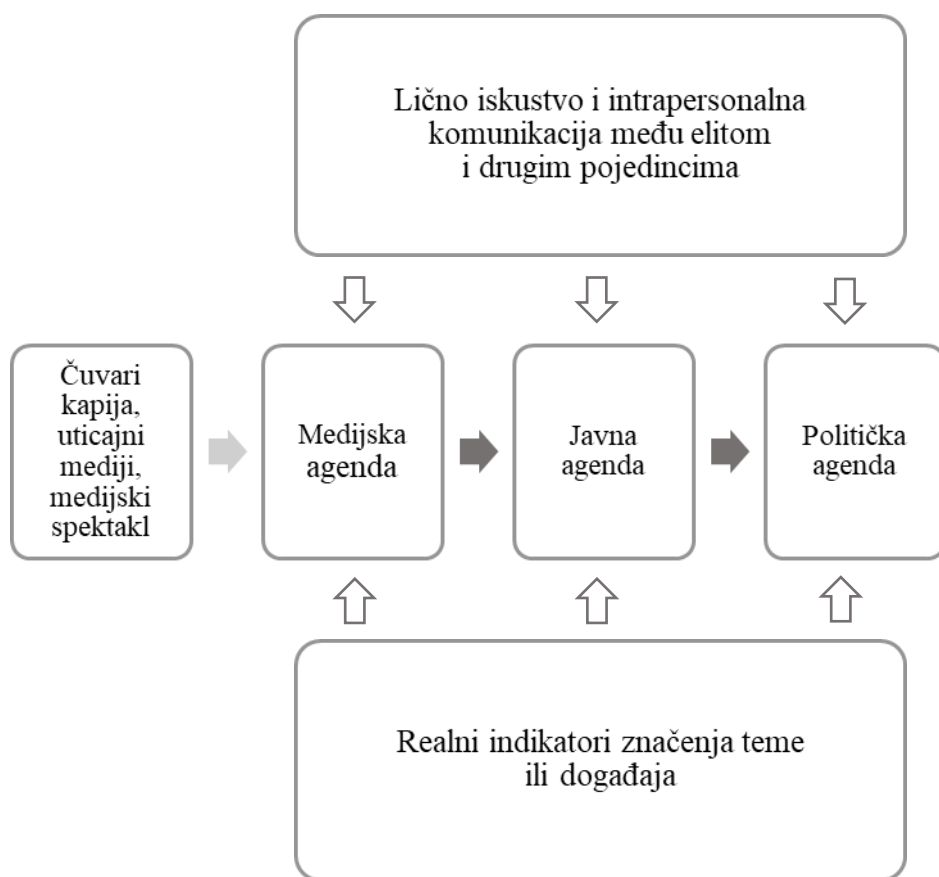 Lično iskustvo i intrapersonalna
komunikacija među elitom
i drugim pojedincima
Čuvari
kapija,
uticajni
mediji,
medijski
spektakl
Medijska
agenda
Javna
agenda
Politička
agenda
Realni indikatori značenja teme
ili događaja